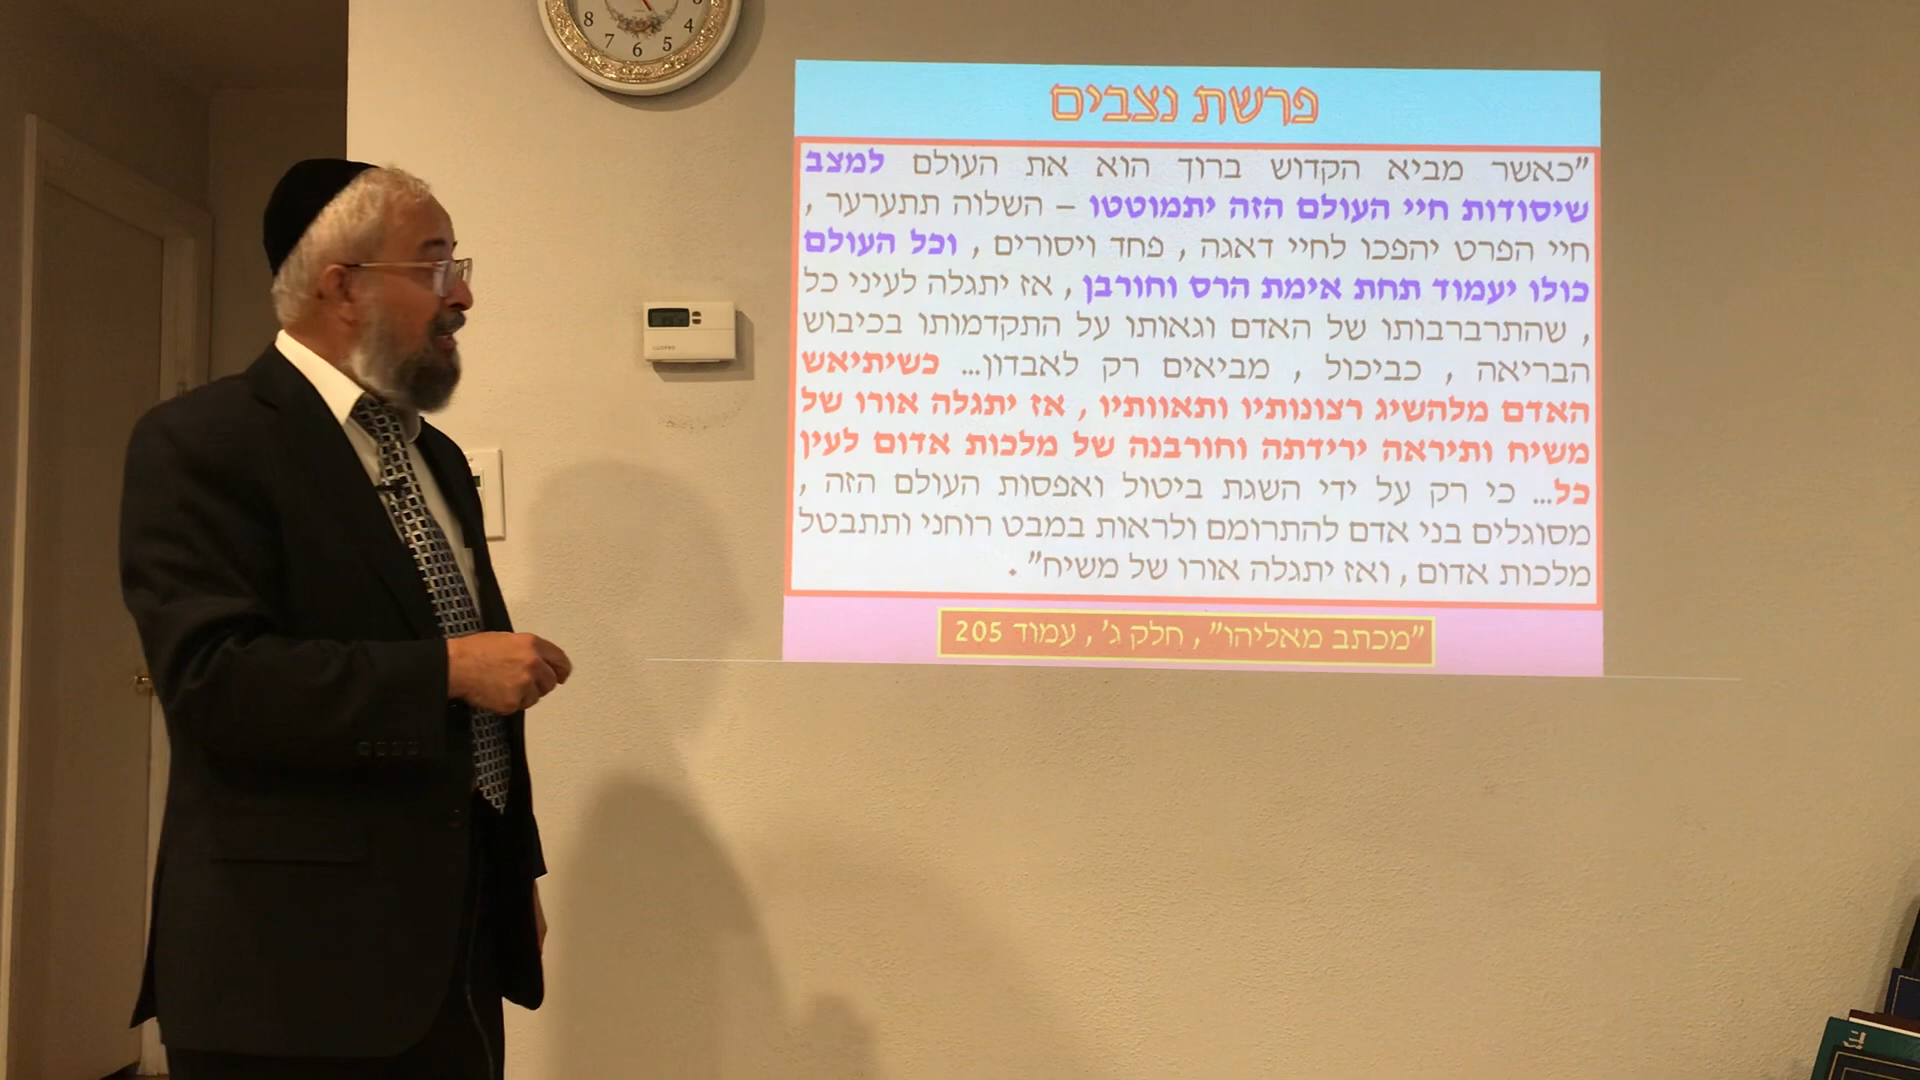 8
7
6
5
4
פרשת נצבים
"כאשר מביא הקדוש ברוך הוא את העולם למצב
שיסודות חיי העולם הזה יתמוטטו – השלוה תתערער ,
חיי הפרט יהפכו לחיי דאגה , פחד ויסורים , וכל העולם
כולו יעמוד תחת אימת הרס וחורבן , אז יתגלה לעיני כל
, שהתרברבותו של האדם וגאותו על התקדמותו בכיבוש
הבריאה , כביכול , מביאים רק לאבדון... כשיתיאש
האדם מלהשיג רצונותיו ותאוותיו , אז יתגלה אורו של
משיח ותיראה ירידתה וחורבנה של מלכות אדום לעין
כל... כי רק על ידי השגת ביטול ואפסות העולם הזה ,
מסוגלים בני אדם להתרומם ולראות במבט רוחני ותתבטל
מלכות אדום , ואז יתגלה אורו של משיח" .
"מכתב מאליהו" , חלק ג' , עמוד 205